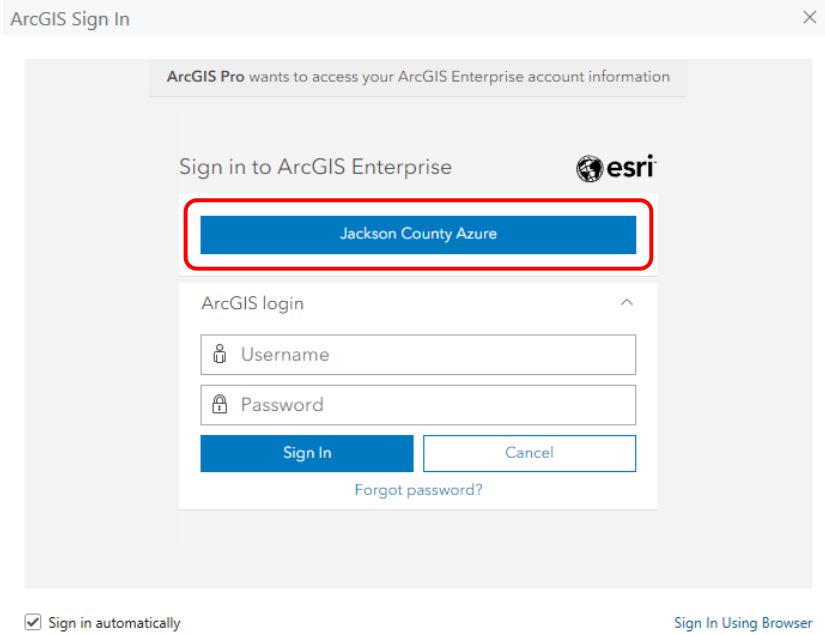 ArcGIS Sign In
ArcGIS Pro wants to access your ArcGIS Enterprise account information
Sign in to ArcGIS Enterprise
esri
Jackson County Azure
ArcGIS login
Username
Password
Sign In
Cancel
Forgot password?
Sign in automatically
Sign In Using Browser